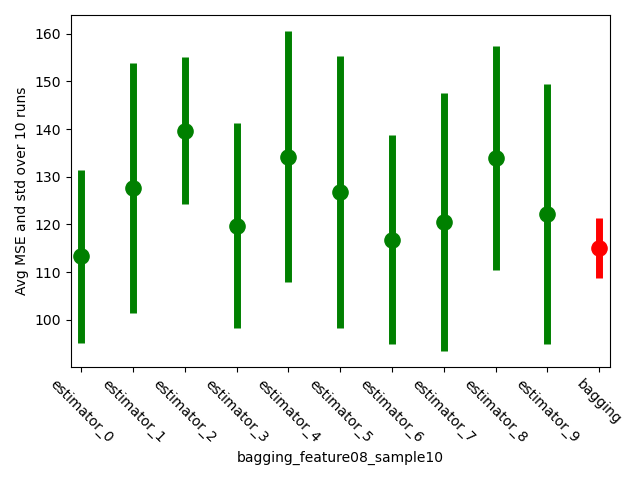 Avg MSE and std over 10 runs
160
150
140
130
120
110
100
estimator_0
estimator_1
estimator_2
estimator_3
estimator_4
estimator_5
estimator_6
estimator_7
estimator_8
estimator_9
bagging
bagging_feature08_sample10